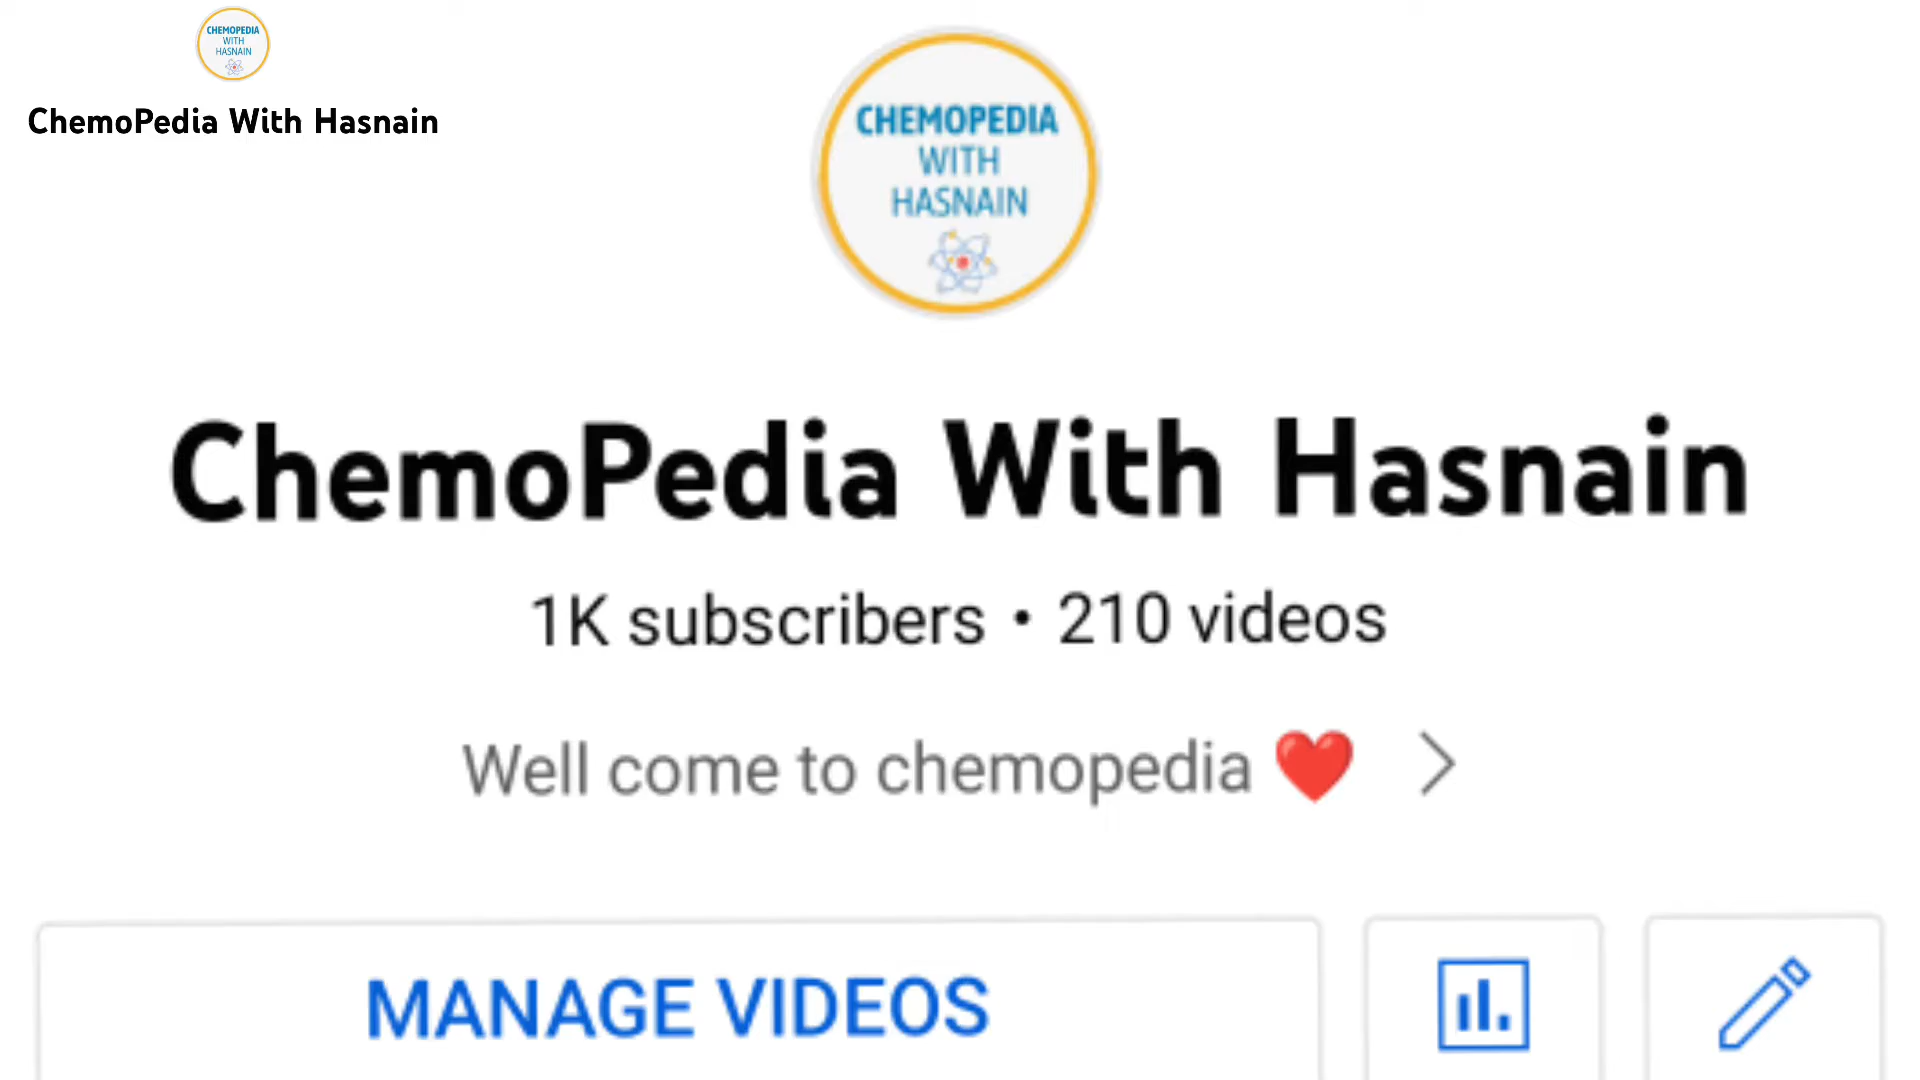 CHEMOPEDIA
WITH
HASNAIN
ChemoPedia With Hasnain
CHEMOPEDIA
WITH
HASNAIN
ChemoPedia With Hasnain
1K subscribers • 210 videos
Well come to chemopedia ❤️ >
MANAGE VIDEOS